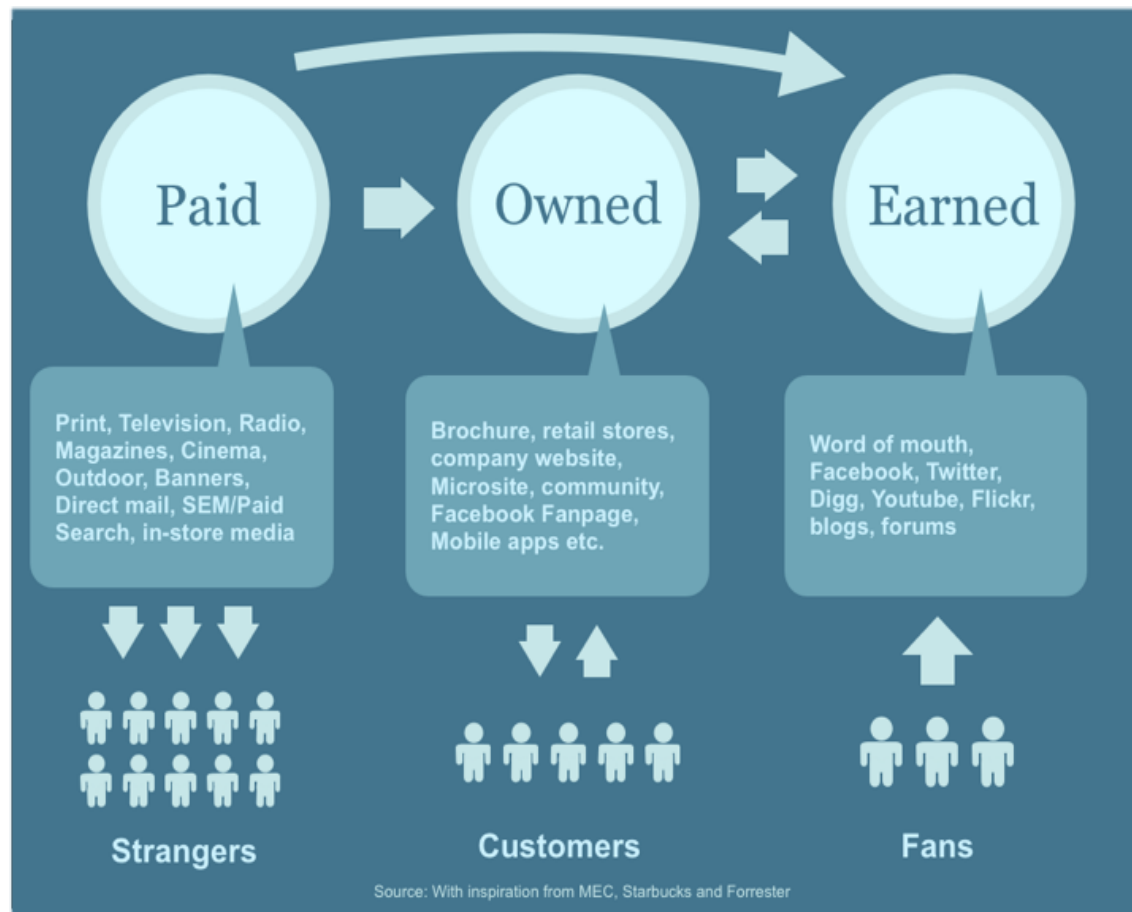 Paid
Owned
Earned
Print, Television, Radio,
Magazines, Cinema,
Outdoor, Banners,
Direct mail, SEM/Paid
Search, in-store media
Brochure, retail stores,
company website,
Microsite, community,
Facebook Fanpage,
Mobile apps etc.
Word of mouth,
Facebook, Twitter,
Digg, Youtube, Flickr,
blogs, forums
Strangers
Customers
Fans
Source: With inspiration from MEC, Starbucks and Forrester